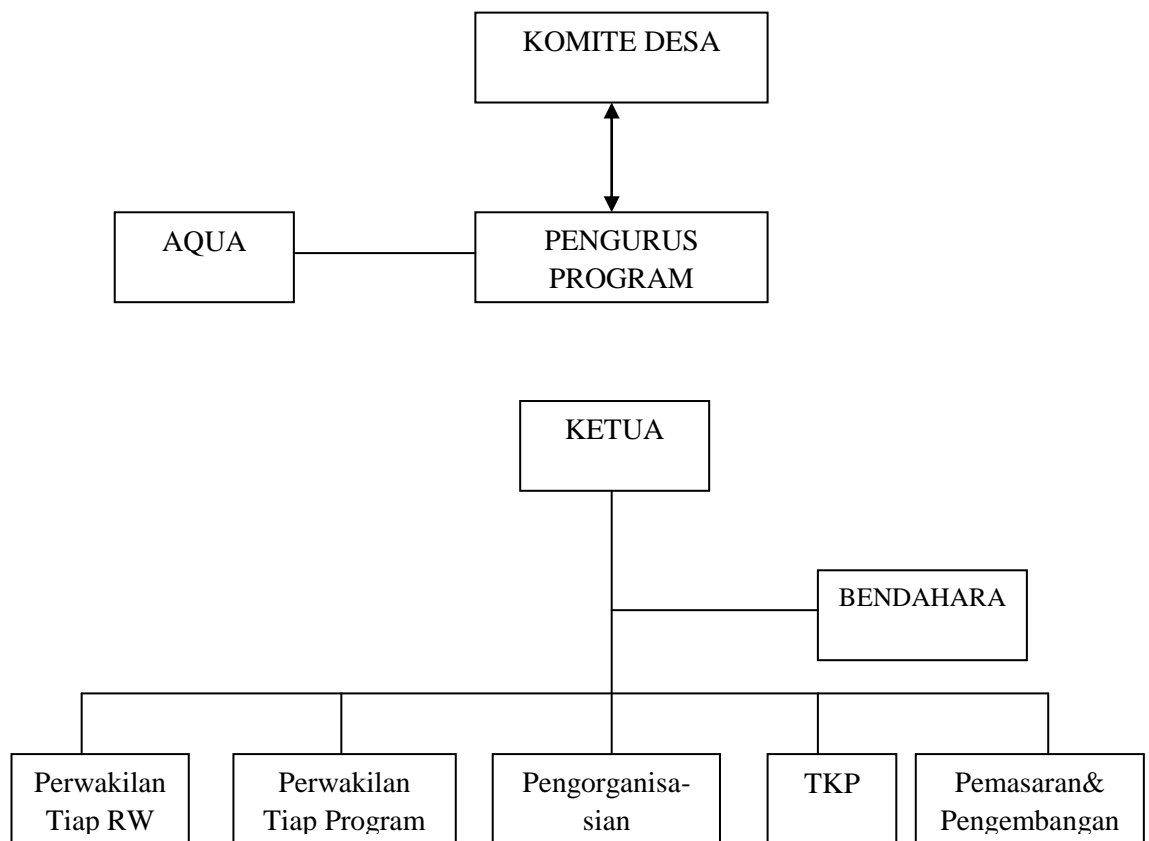 KOMITE DESA
AQUA
PENGURUS
PROGRAM
KETUA
BENDAHARA
Perwakilan
Tiap RW
Perwakilan
Tiap Program
Pengorganisa-
sian
TKP
Pemasaran&
Pengembangan